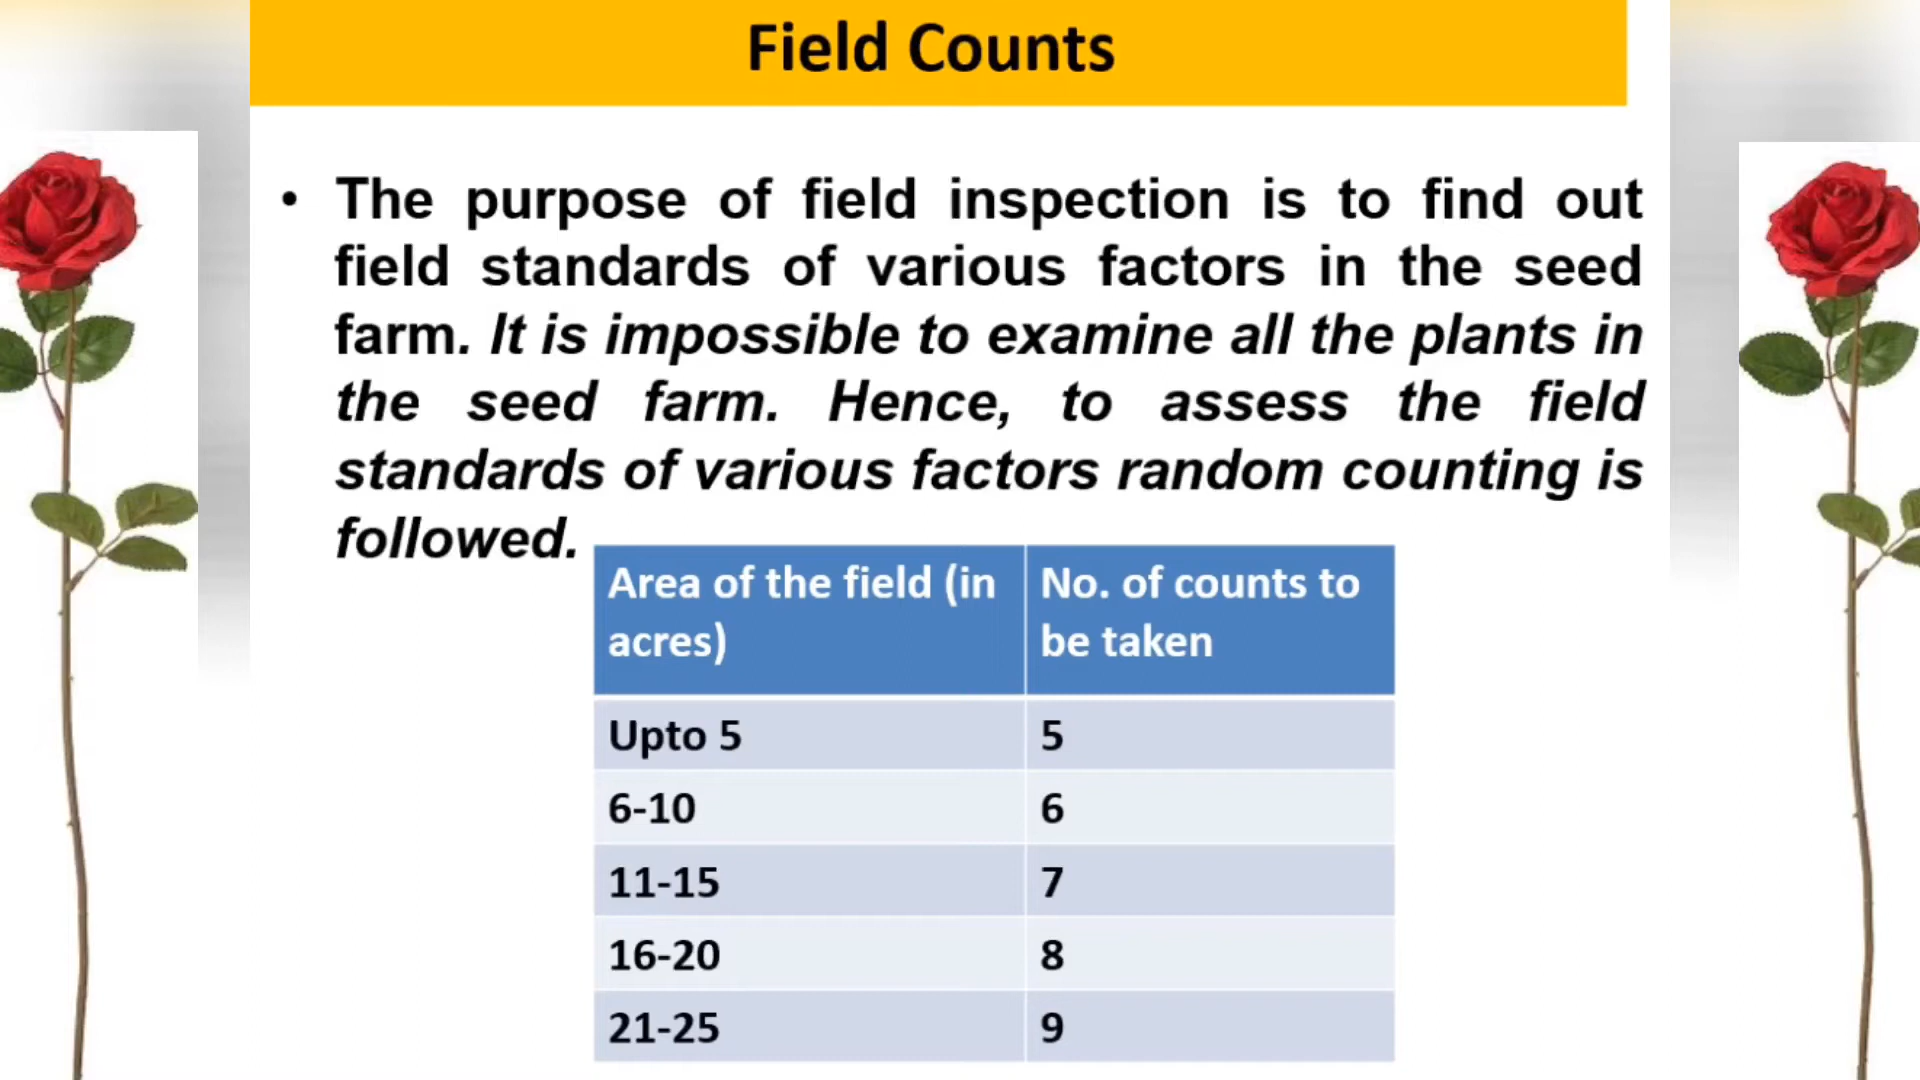 Field Counts
• The purpose of field inspection is to find out
field standards of various factors in the seed
farm. It is impossible to examine all the plants in
the seed farm. Hence, to assess the field
standards of various factors random counting is
followed.
Area of the field (in acres) No. of counts to be taken
Upto 5 5
6-10 6
11-15 7
16-20 8
21-25 9